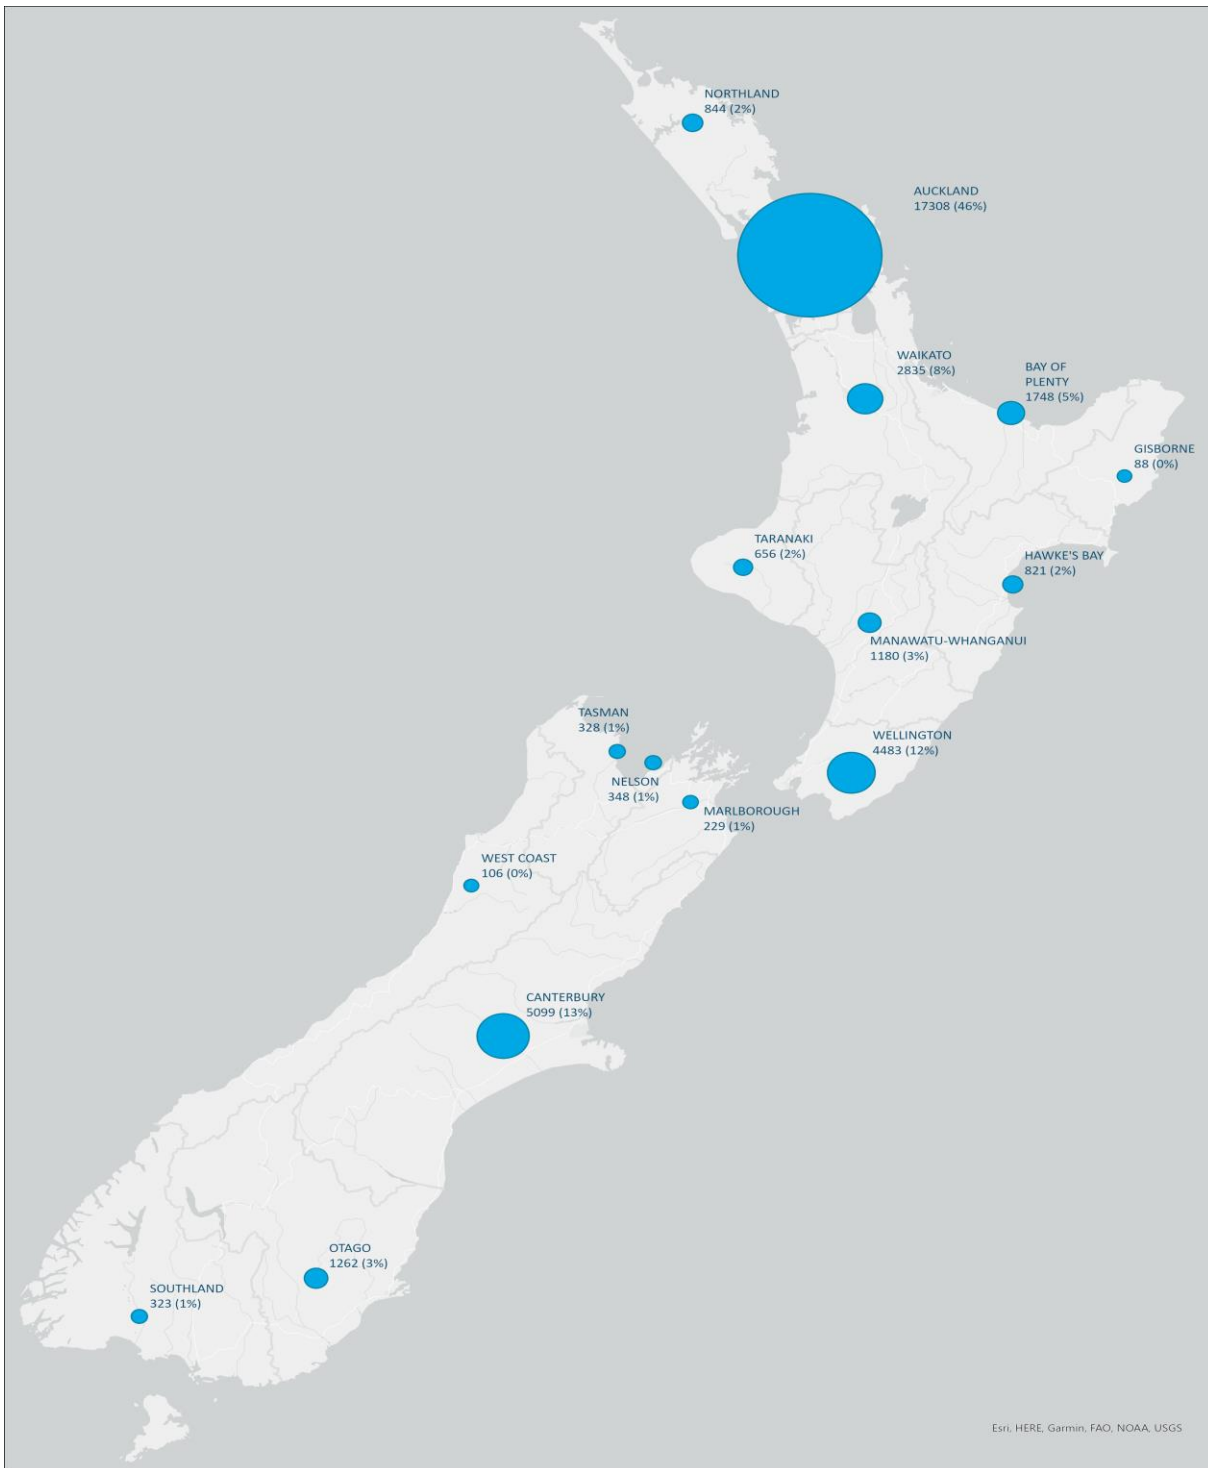 NORTHLAND
844 (2%)
AUCKLAND
17308 (46%)
WAIKATO
2835 (8%)
BAY OF
PLENTY
1748 (5%)
GISBORNE
88 (0%)
TARANAKI
656 (2%)
HAWKE'S BAY
821 (2%)
MANAWATU-WHANGANUI
1180 (3%)
TASMAN
328 (1%)
WELLINGTON
4483 (12%)
NELSON
348 (1%)
MARLBOROUGH
229 (1%)
WEST COAST
106 (0%)
CANTERBURY
5099 (13%)
OTAGO
1262 (3%)
SOUTHLAND
323 (1%)
Esri, HERE, Garmin, FAO, NOAA, USGS